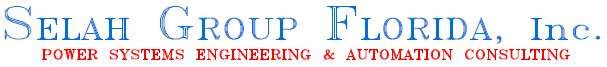 Selah Group Florida, Inc.
POWER SYSTEMS ENGINEERING & AUTOMATION CONSULTING